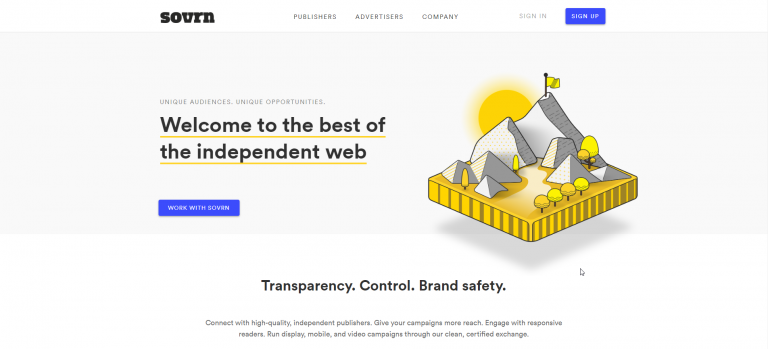 sovrn PUBLISHERS ADVERTISERS COMPANY SIGN IN SIGN UP
UNIQUE AUDIENCES. UNIQUE OPPORTUNITIES.
Welcome to the best of
the independent web
WORK WITH SOVRN
Transparency. Control. Brand safety.
Connect with high-quality, independent publishers. Give your campaigns more reach. Engage with responsive
readers. Run display, mobile, and video campaigns through our clean, certified exchange.